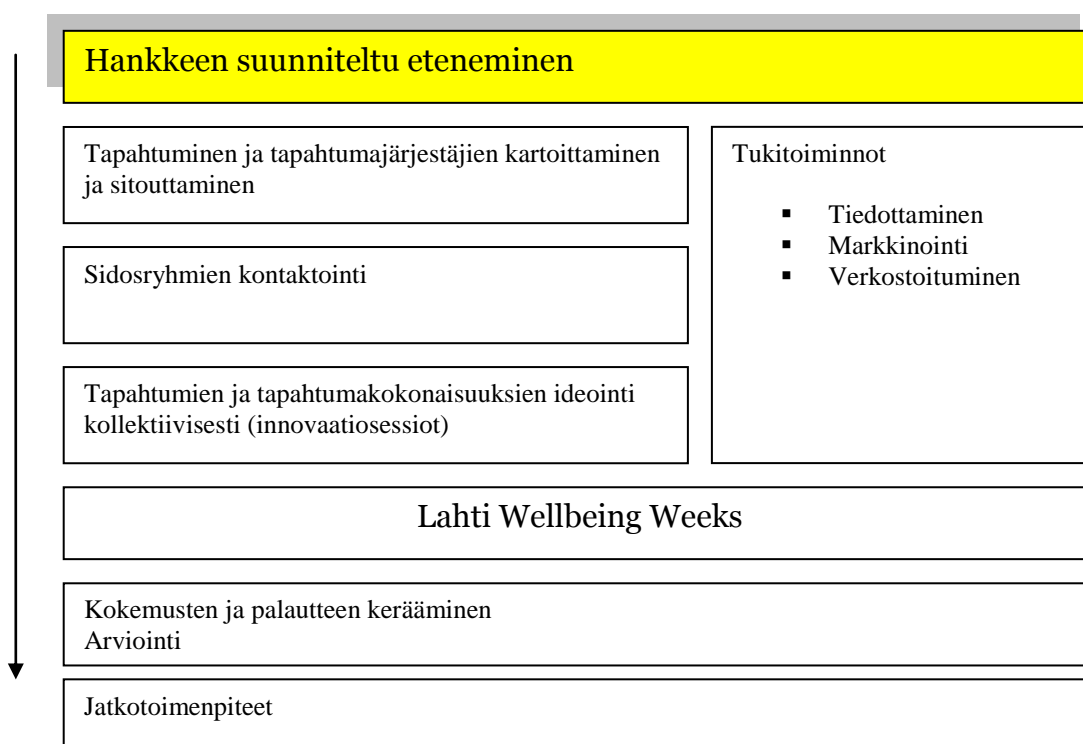 Hankkeen suunniteltu eteneminen
Tapahtuminen ja tapahtumajärjestäjien kartoittaminen
ja sitouttaminen
Sidosryhmien kontaktointi
Tapahtumien ja tapahtumakokonaisuuksien ideointi
kollektiivisesti (innovaatiosessiot)
Tukitoiminnot
▪ Tiedottaminen
▪ Markkinointi
▪ Verkostoituminen
Lahti Wellbeing Weeks
Kokemusten ja palautteen kerääminen
Arviointi
Jatkotoimenpiteet